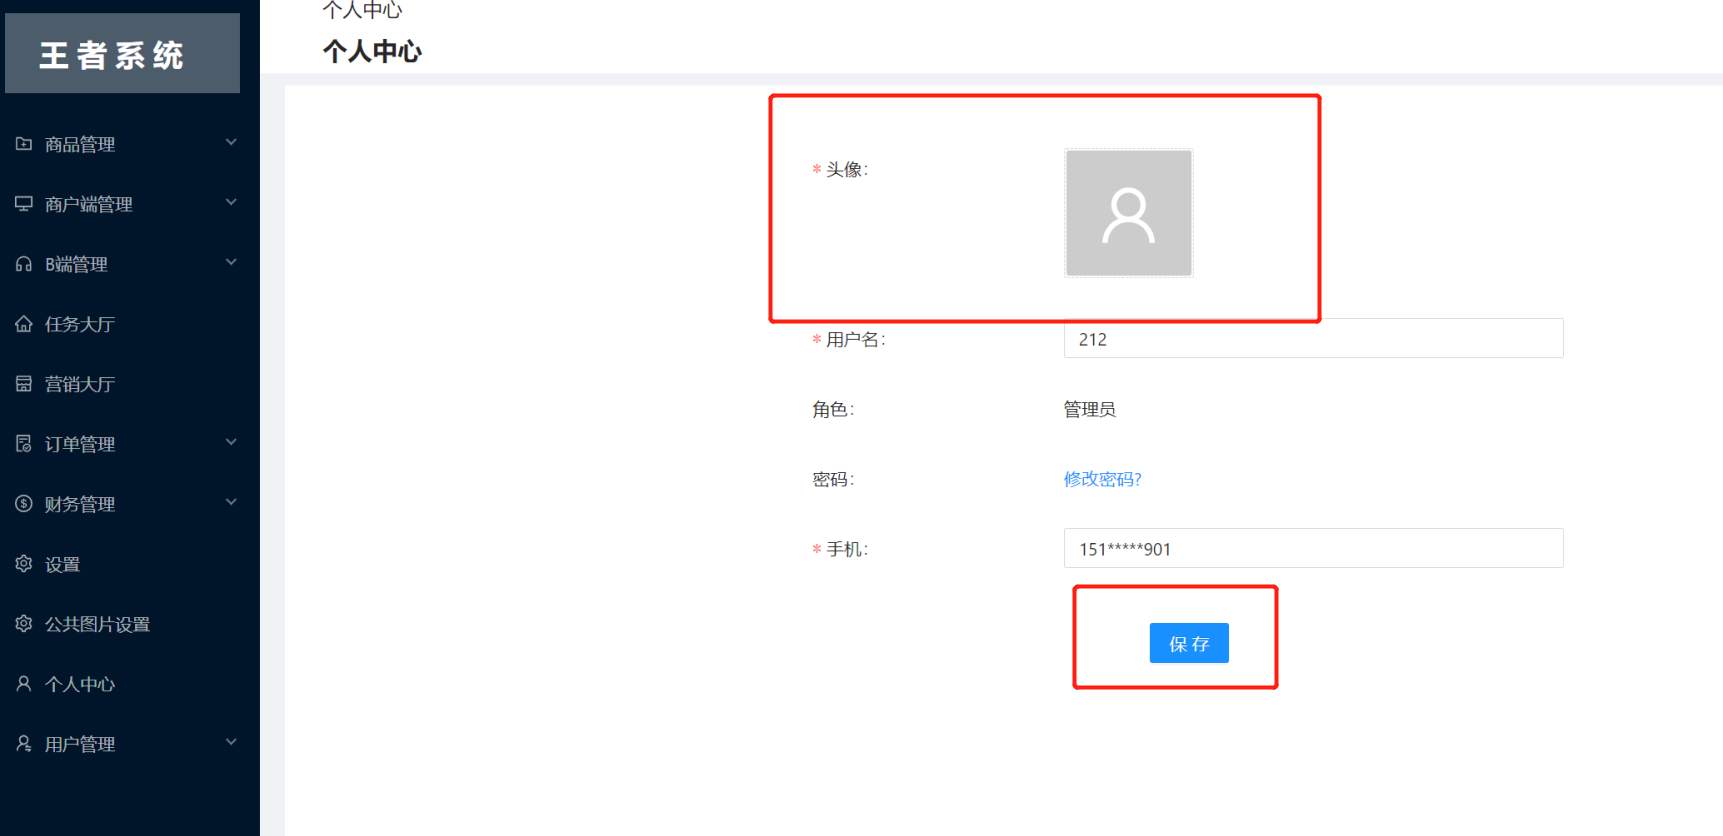 王者系统
商品管理
商户端管理
B端管理
任务大厅
营销大厅
订单管理
财务管理
设置
公共图片设置
个人中心
用户管理
个人中心
个人中心
* 头像：
* 用户名：
212
角色：
管理员
密码：
修改密码?
* 手机：
151*****901
保 存